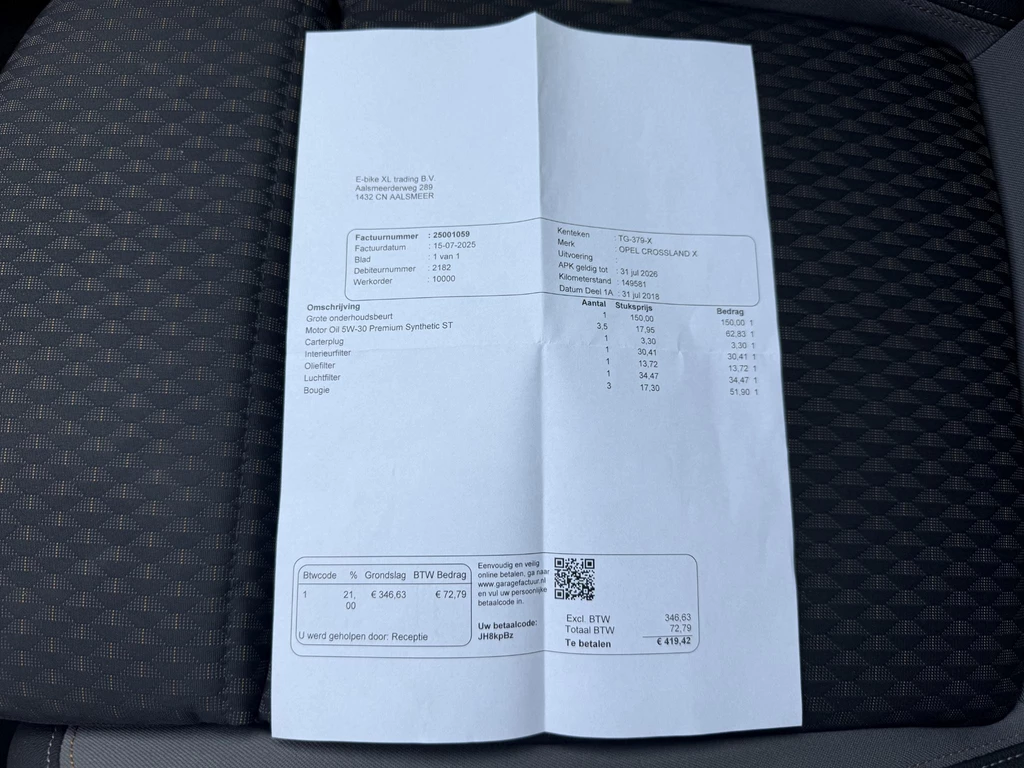 E-bike XL trading B.V.
Aalsmeerderweg 289
1432 CN AALSMEER
Factuurnummer : 25001059
Factuurdatum : 15-07-2025
Blad : 1 van 1
Debiteurnummer : 2182
Werkorder : 10000
Kenteken : TG-379-X
Merk : OPEL CROSSLAND X
Uitvoering :
APK geldig tot : 31 jul 2026
Kilometerstand : 149581
Datum Deel 1A : 31 jul 2018
Omschrijving Aantal Stuksprijs Bedrag
Grote onderhoudsbeurt 1 150,00 150,00 1
Motor Oil 5W-30 Premium Synthetic ST 3,5 17,95 62,83 1
Carterplug 1 3,30 3,30 1
Interieurfilter 1 30,41 30,41 1
Oliefilter 1 13,72 13,72 1
Luchtfilter 1 34,47 34,47 1
Bougie 3 17,30 51,90 1
Btwcode % Grondslag BTW Bedrag
1 21, € 346,63 € 72,79
00
U werd geholpen door: Receptie
Eenvoudig en veilig
online betalen, ga naar
www.garagefactuur.nl
en vul uw persoonlijke
betaalcode in.
Uw betaalcode:
JH8kpBz
Excl. BTW 346,63
Totaal BTW 72,79
Te betalen € 419,42